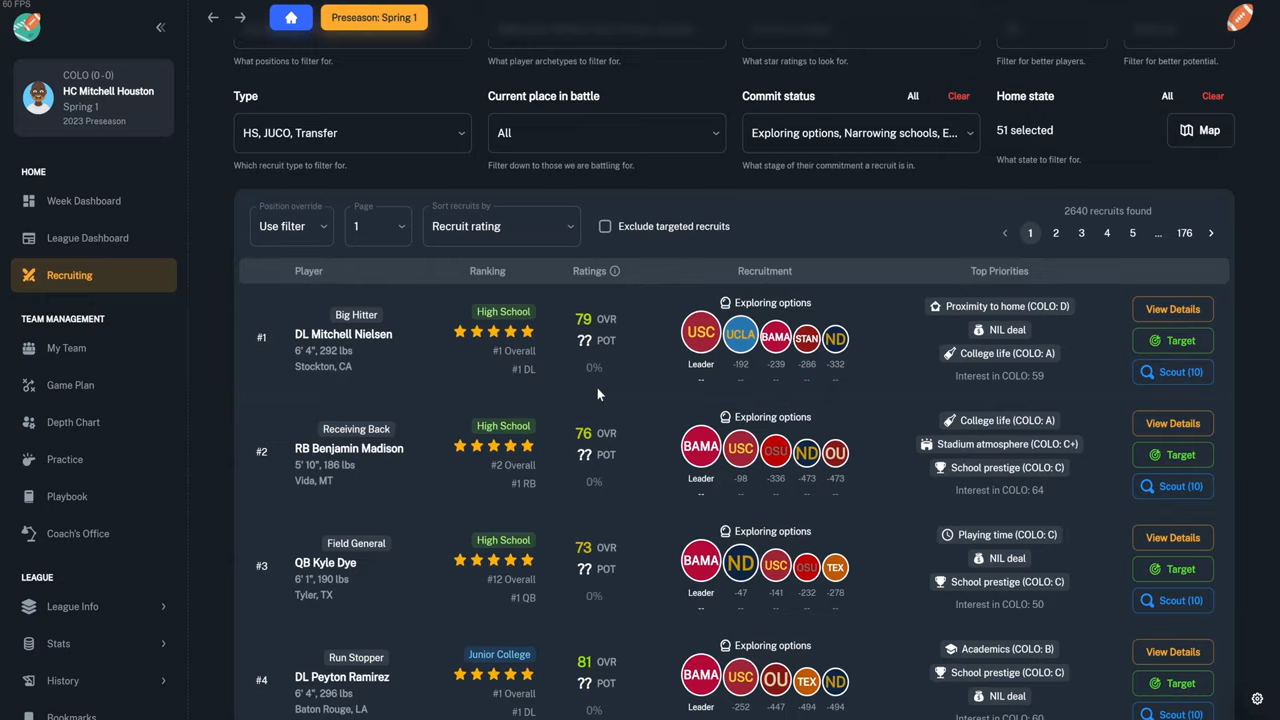 60 FPS
Preseason: Spring 1
COLO (0 - 0)
HC Mitchell Houston
Spring 1
2023 Preseason
HOME
Week Dashboard
League Dashboard
Recruiting
TEAM MANAGEMENT
My Team
Game Plan
Depth Chart
Practice
Playbook
Coach's Office
LEAGUE
League Info
Stats
History
Bookmarks
What positions to filter for.
What player archetypes to filter for.
What star ratings to look for.
Filter for better players.
Filter for better potential.
Type
Current place in battle
Commit status
All
Clear
Home state
All
Clear
HS, JUCO, Transfer
All
Exploring options, Narrowing schools, E...
51 selected
Map
Which recruit type to filter for.
Filter down to those we are battling for.
What stage of their commitment a recruit is in.
What state to filter for.
Position override
Use filter
Page
1
Sort recruits by
Recruit rating
Exclude targeted recruits
2640 recruits found
1 2 3 4 5 ... 176
Player
Ranking
Ratings
Recruitment
Top Priorities
#1
Big Hitter
DL Mitchell Nielsen
6' 4", 292 lbs
Stockton, CA
High School
#1 Overall
#1 DL
79 OVR
?? POT
0%
Exploring options
USC UCLA BAMA STAN ND
Leader -192 -239 -286 -332
-- -- -- -- --
Proximity to home (COLO: D)
NIL deal
College life (COLO: A)
Interest in COLO: 59
View Details
Target
Scout (10)
#2
Receiving Back
RB Benjamin Madison
5' 10", 186 lbs
Vida, MT
High School
#2 Overall
#1 RB
76 OVR
?? POT
0%
Exploring options
BAMA USC OSU ND OU
Leader -98 -336 -473 -473
-- -- -- -- --
College life (COLO: A)
Stadium atmosphere (COLO: C+)
School prestige (COLO: C)
Interest in COLO: 64
View Details
Target
Scout (10)
#3
Field General
QB Kyle Dye
6' 1", 190 lbs
Tyler, TX
High School
#12 Overall
#1 QB
73 OVR
?? POT
0%
Exploring options
BAMA ND USC OSU TEX
Leader -47 -141 -232 -278
-- -- -- -- --
Playing time (COLO: C)
NIL deal
School prestige (COLO: C)
Interest in COLO: 50
View Details
Target
Scout (10)
#4
Run Stopper
DL Peyton Ramirez
6' 4", 296 lbs
Baton Rouge, LA
Junior College
#1 Overall
#1 DL
81 OVR
?? POT
0%
Exploring options
BAMA USC OU TEX ND
Leader -252 -447 -494 -494
Academics (COLO: B)
School prestige (COLO: C)
NIL deal
Interest in COLO: 60
View Details
Target
Scout (10)